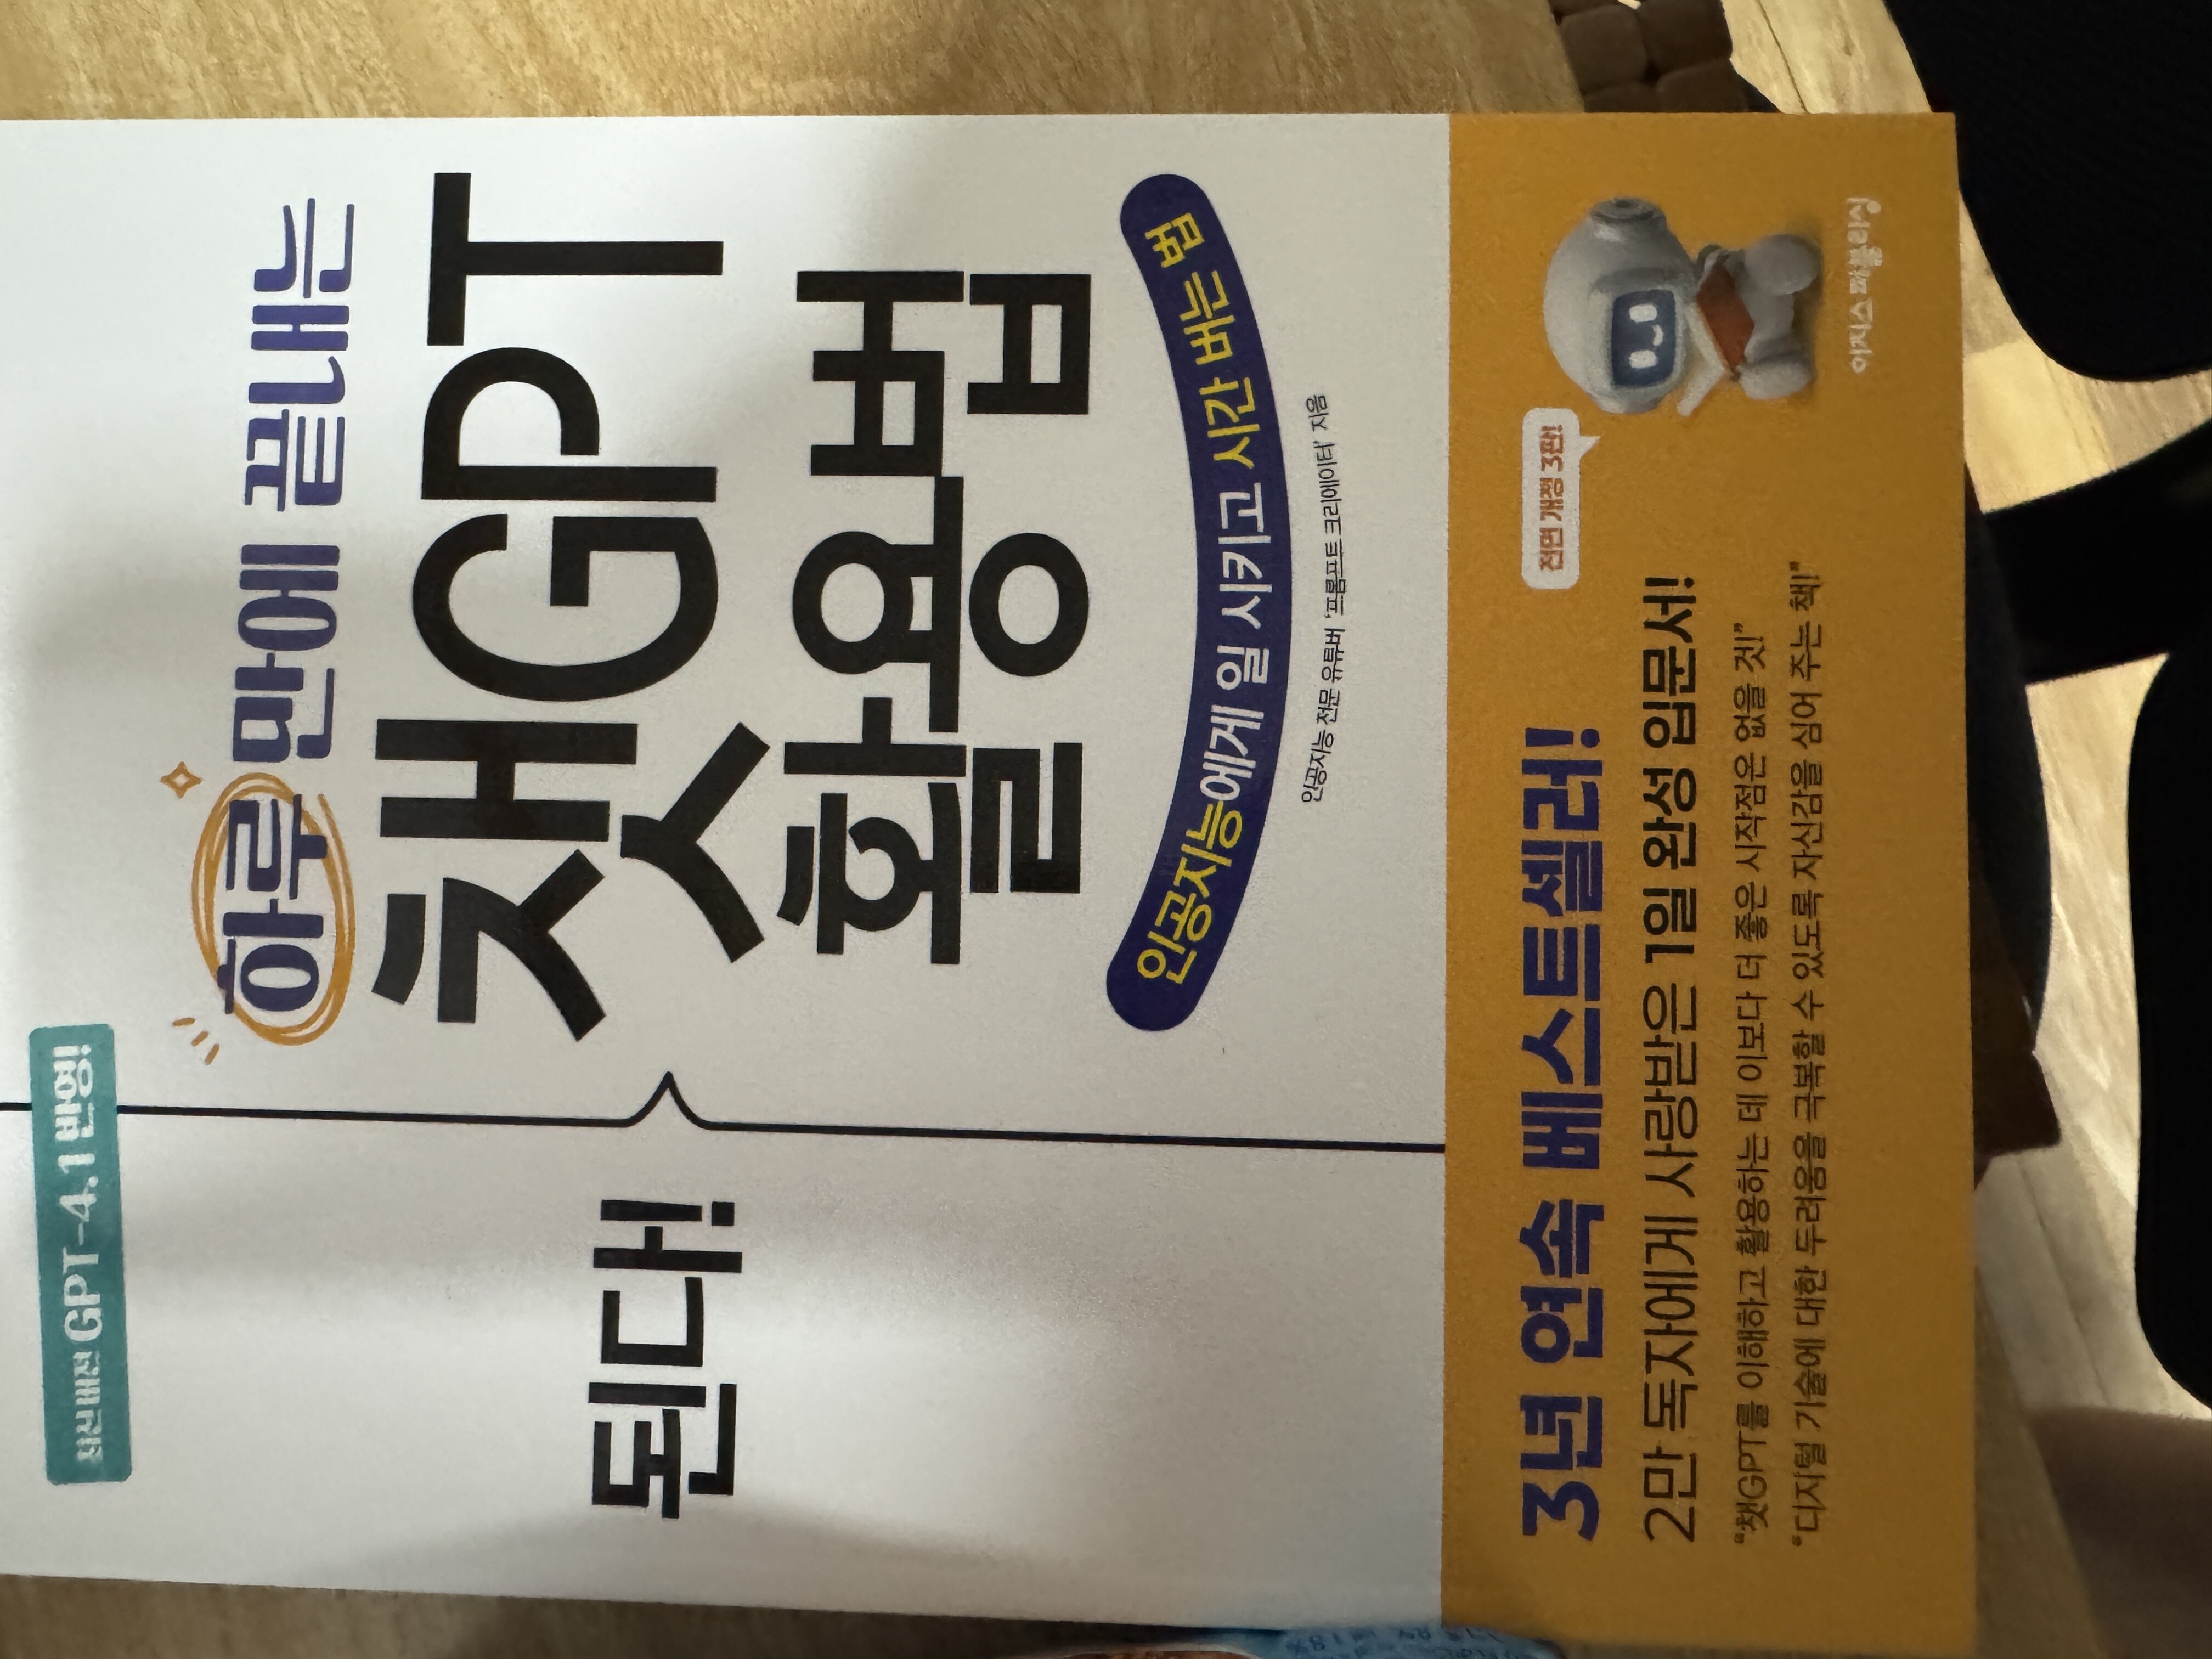 최신 버전 GPT-4.1 반영!
된다!
하루 만에 끝내는
챗GPT
활용법
인공지능에게 일 시키고 시간 버는 법
인공지능 전문 유튜버 '프롬프트 크리에이터' 지음
전면 개정 3판!
3년 연속 베스트셀러!
2만 독자에게 사랑받은 1일 완성 입문서!
"챗GPT를 이해하고 활용하는 데 이보다 더 좋은 시작점은 없을 것!"
"디지털 기술에 대한 두려움을 극복할 수 있도록 자신감을 심어 주는 책!"
이지스 퍼블리싱